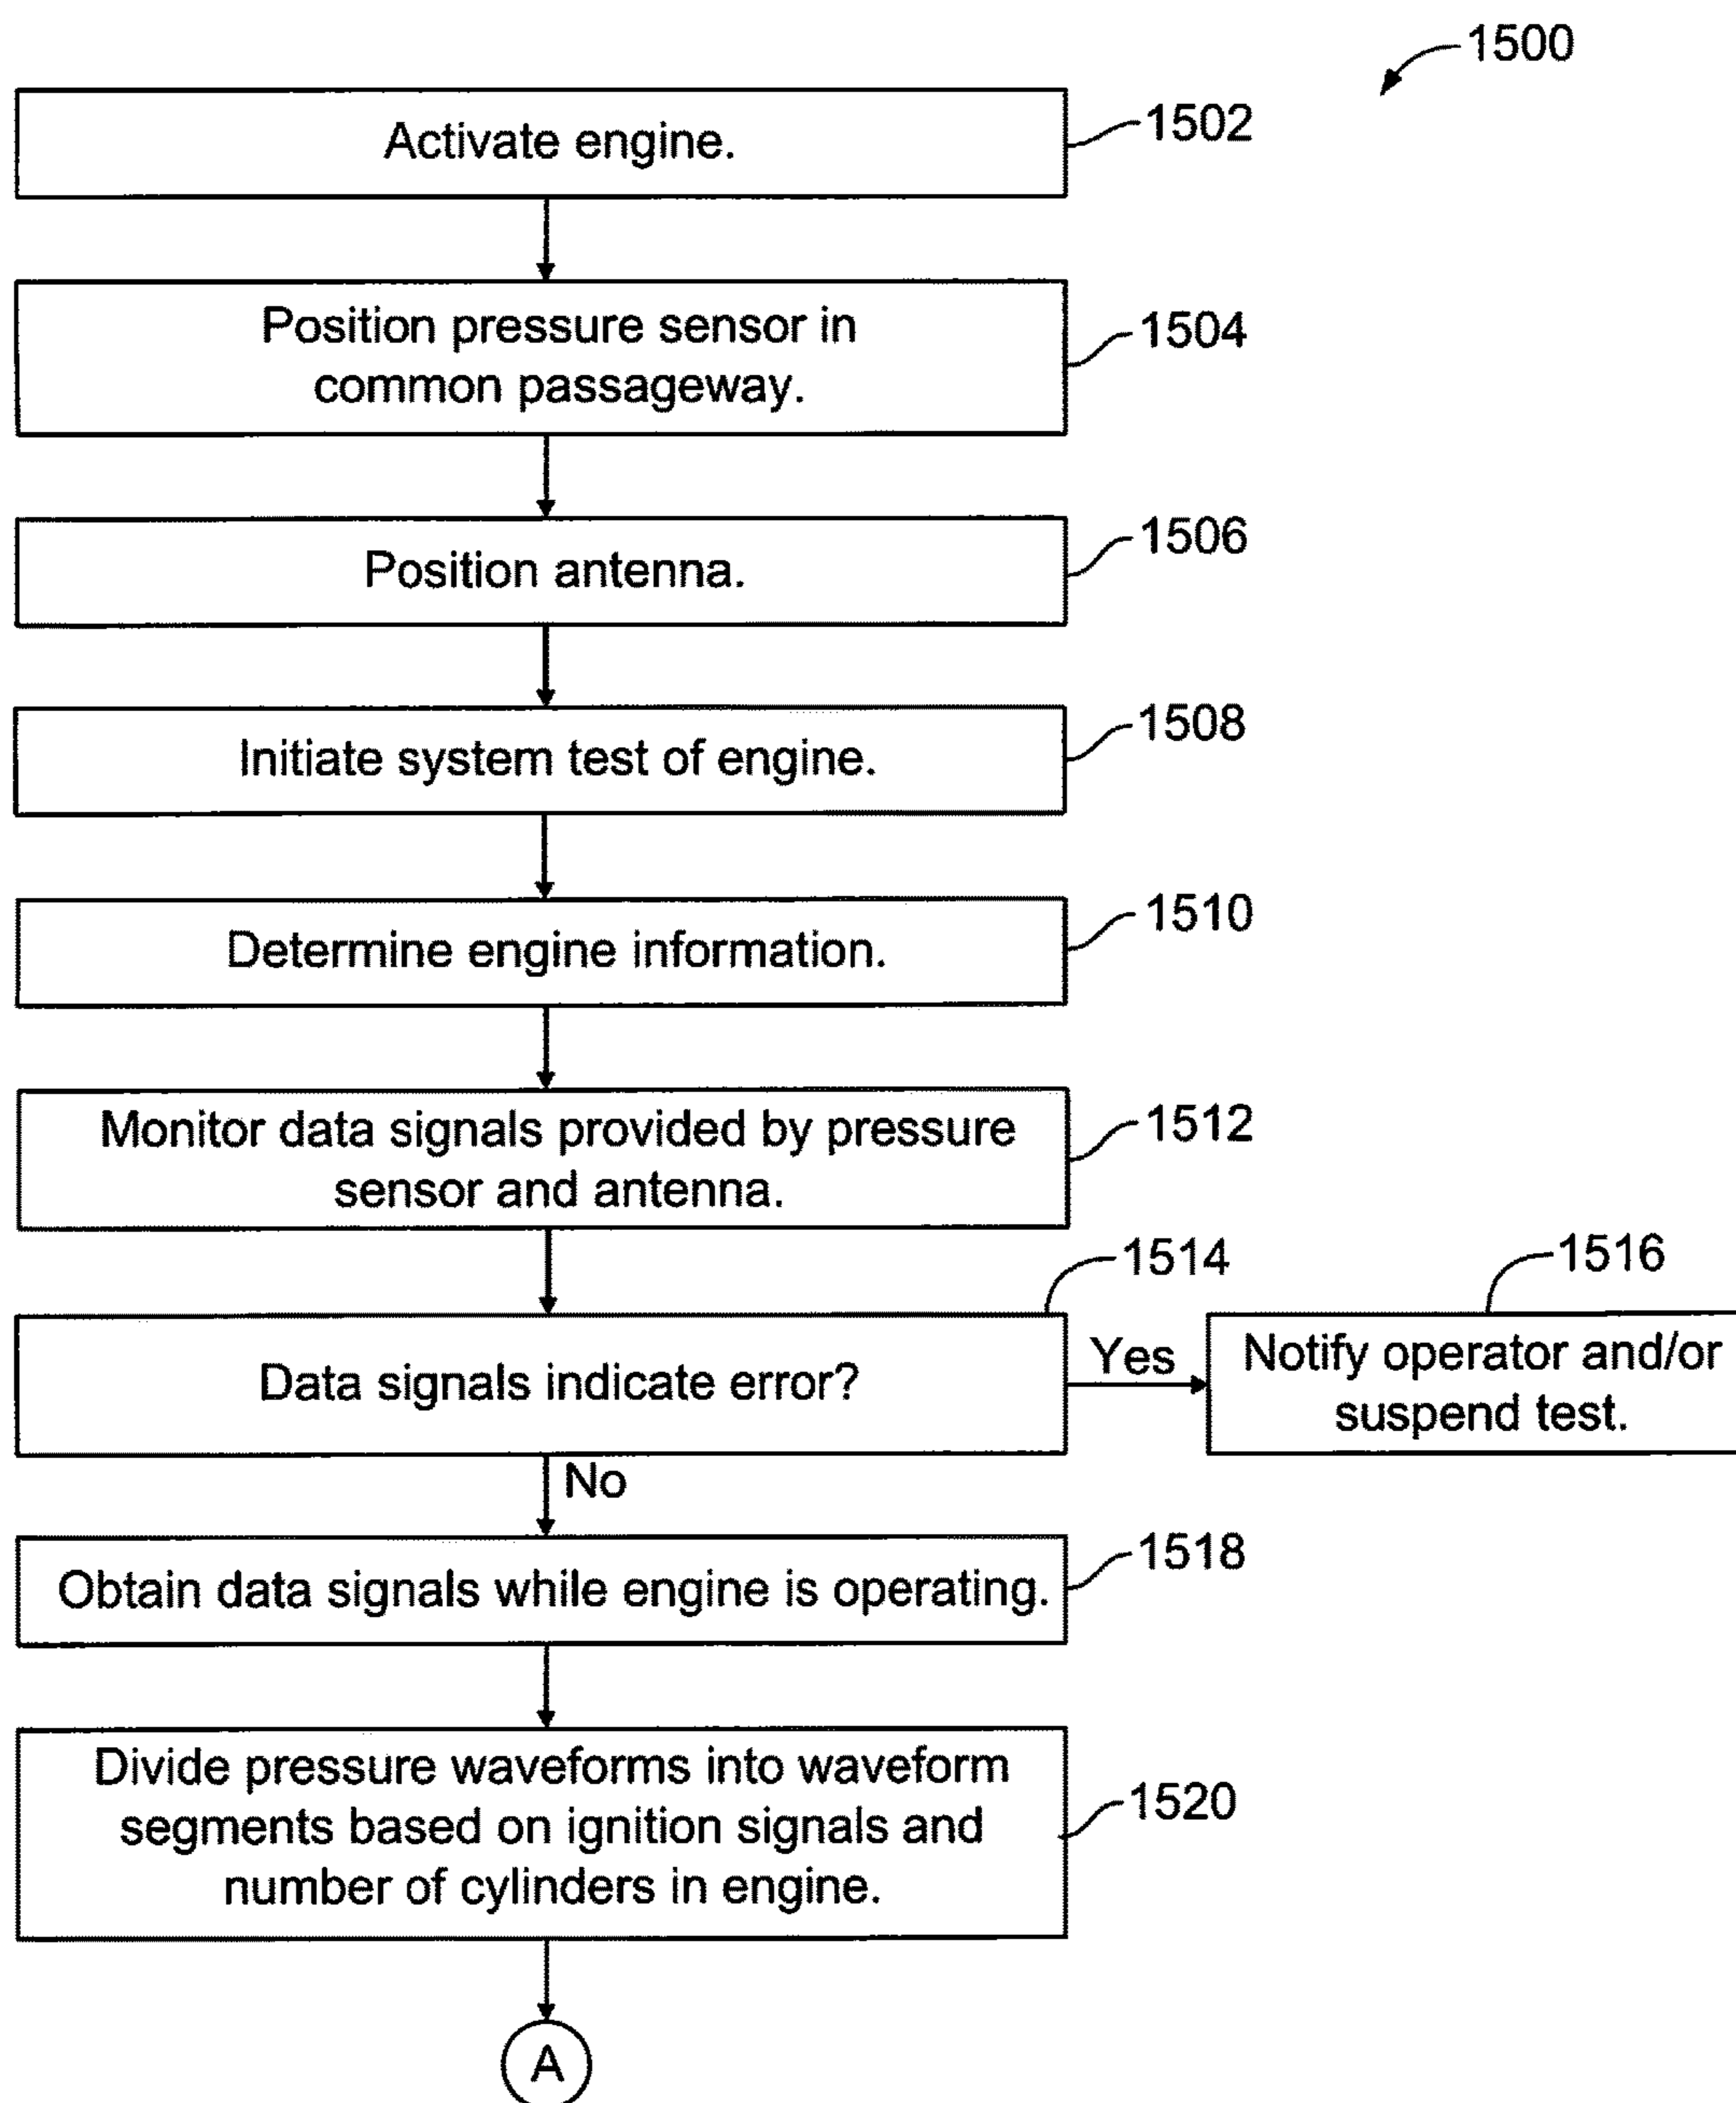 1500
Activate engine.
1502
Position pressure sensor in
common passageway.
1504
Position antenna.
1506
Initiate system test of engine.
1508
Determine engine information.
1510
Monitor data signals provided by pressure
sensor and antenna.
1512
Data signals indicate error?
1514
Yes
1516
Notify operator and/or
suspend test.
No
Obtain data signals while engine is operating.
1518
Divide pressure waveforms into waveform
segments based on ignition signals and
number of cylinders in engine.
1520
A